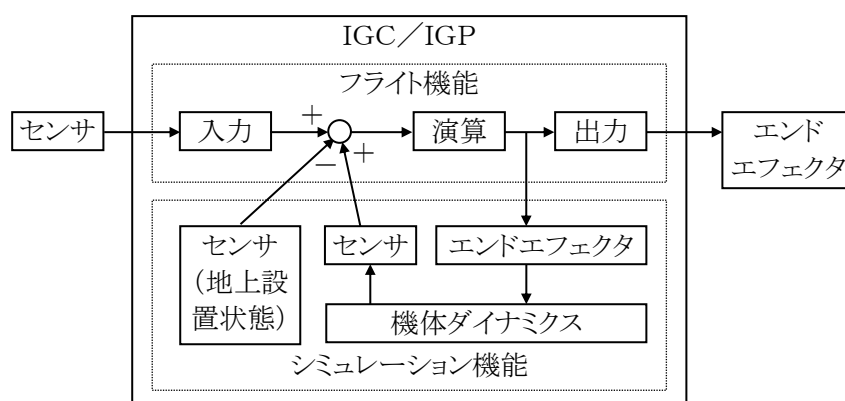 IGC／IGP
フライト機能
センサ
入力
＋
－
＋
演算
出力
エンド
エフェクタ
センサ
（地上設
置状態）
センサ
エンドエフェクタ
機体ダイナミクス
シミュレーション機能